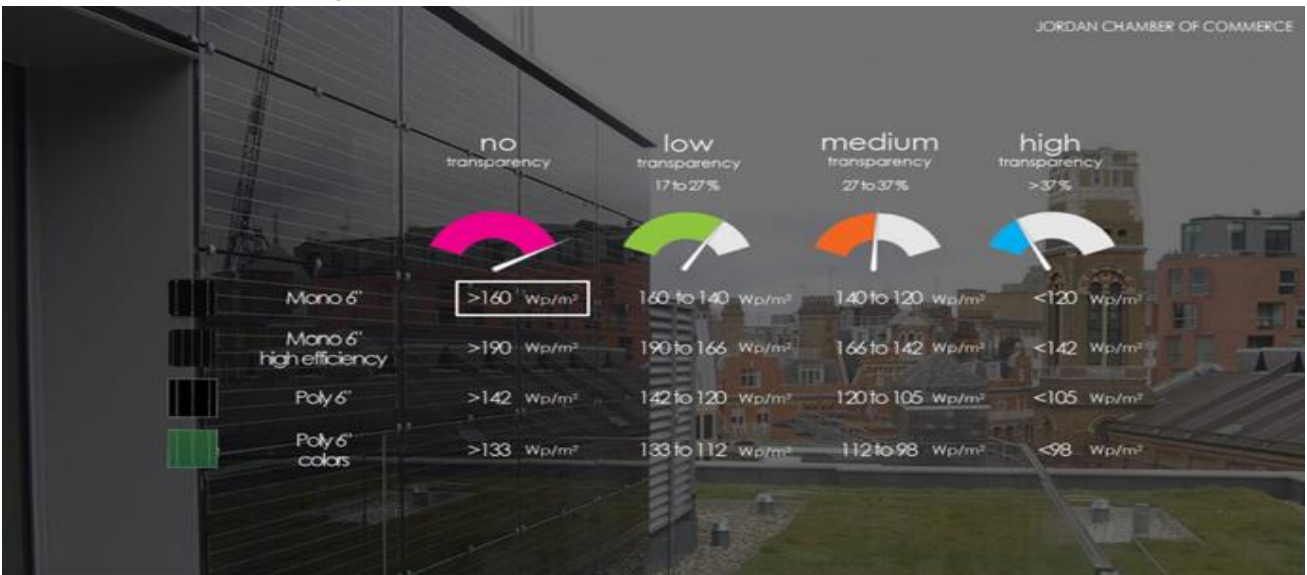 JORDAN CHAMBER OF COMMERCE
no
transparency
low
transparency
17 to 27%
medium
transparency
27 to 37%
high
transparency
>37%
Mono 6" >160 Wp/m² 160 to 140 Wp/m² 140 to 120 Wp/m² <120 Wp/m²
Mono 6"
high efficiency >190 Wp/m² 190 to 166 Wp/m² 166 to 142 Wp/m² <142 Wp/m²
Poly 6" >142 Wp/m² 142 to 120 Wp/m² 120 to 105 Wp/m² <105 Wp/m²
Poly 6"
colors >133 Wp/m² 133 to 112 Wp/m² 112 to 98 Wp/m² <98 Wp/m²